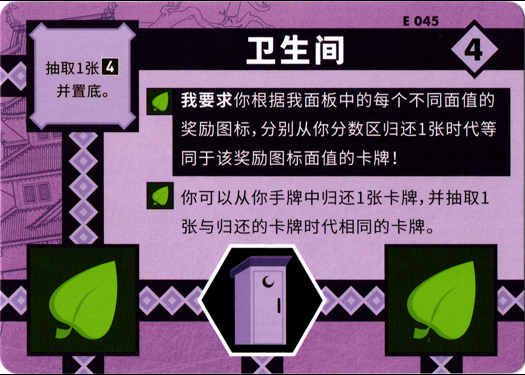 E 045
抽取1张4
并置底。
卫生间
4
我要求你根据我面板中的每个不同面值的
奖励图标,分别从你分数区归还1张时代等
同于该奖励图标面值的卡牌!
你可以从你手牌中归还1张卡牌,并抽取1
张与归还的卡牌时代相同的卡牌。